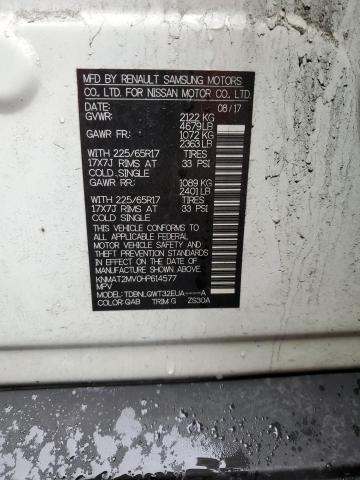 MFD BY RENAULT SAMSUNG MOTORS
CO. LTD. FOR NISSAN MOTOR CO. LTD.
DATE: 08/17
GVWR: 2122 KG
4679 LB
GAWR FR: 1072 KG
2363 LB
WITH 225/65R17 TIRES
17X7J RIMS AT 33 PSI
COLD SINGLE
GAWR RR: 1089 KG
2401 LB
WITH 225/65R17 TIRES
17X7J RIMS AT 33 PSI
COLD SINGLE
THIS VEHICLE CONFORMS TO
ALL APPLICABLE FEDERAL
MOTOR VEHICLE SAFETY
AND THEFT PREVENTION
STANDARDS IN EFFECT ON
THE DATE OF MANUFACTURE
SHOWN ABOVE.
KNMAT2MV0HP614577
MPV
MODEL: TDBNLGWT32EUA----A
COLOR: QAB TRIM: G ZS30A